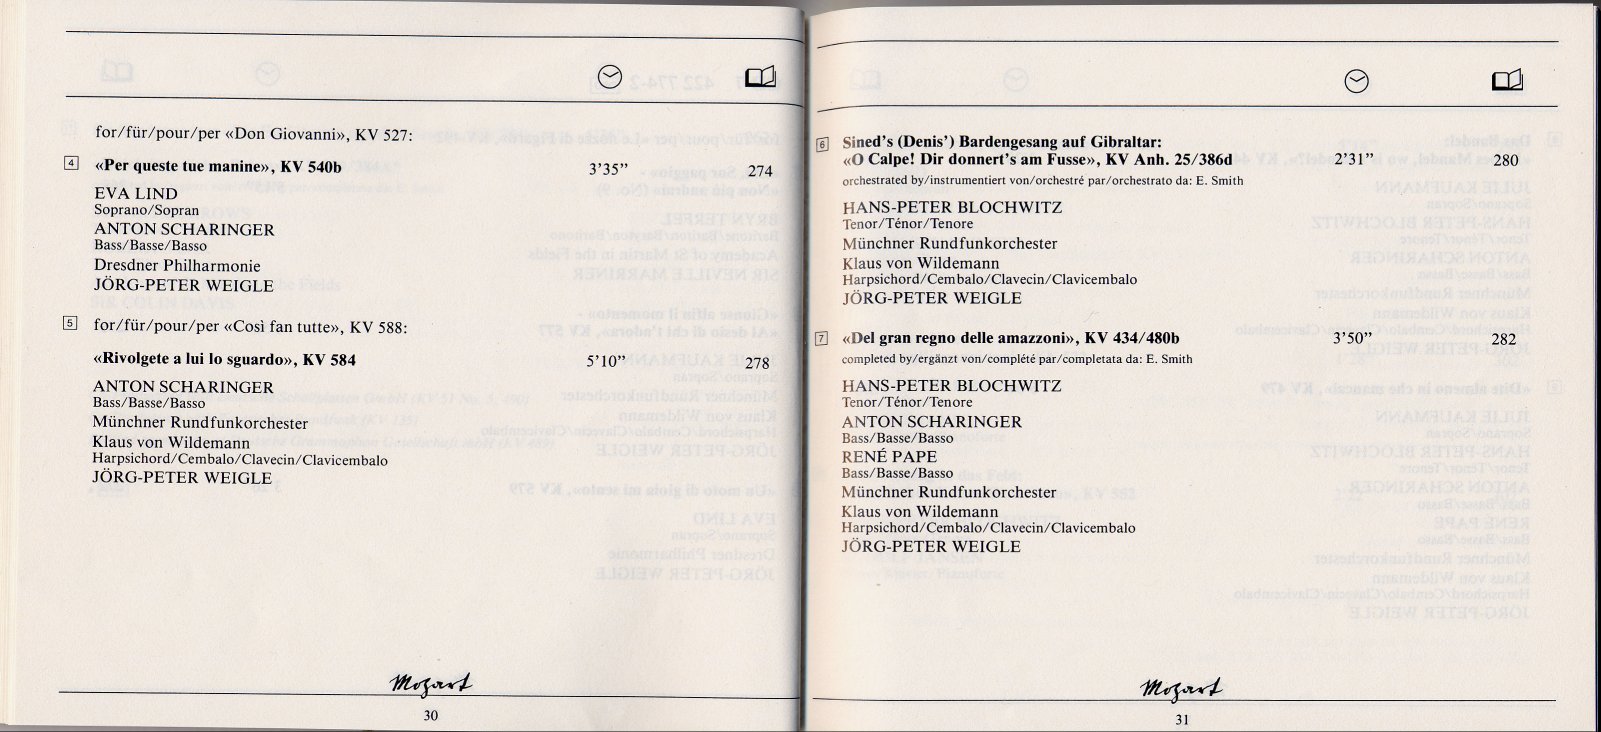 for/für/pour/per «Don Giovanni», KV 527:
4 «Per queste tue manine», KV 540b 3’35” 274
EVA LIND
Soprano/Sopran
ANTON SCHARINGER
Bass/Basse/Basso
Dresdner Philharmonie
JÖRG-PETER WEIGLE
5 for/für/pour/per «Così fan tutte», KV 588:
«Rivolgete a lui lo sguardo», KV 584 5’10” 278
ANTON SCHARINGER
Bass/Basse/Basso
Münchner Rundfunkorchester
Klaus von Wildemann
Harpsichord/Cembalo/Clavecin/Clavicembalo
JÖRG-PETER WEIGLE
Mozart
30
6 Sined's (Denis') Bardengesang auf Gibraltar:
«O Calpe! Dir donnert's am Fusse», KV Anh. 25/386d 2’31” 280
orchestrated by/instrumentiert von/orchestré par/orchestrato da: E. Smith
HANS-PETER BLOCHWITZ
Tenor/Ténor/Tenore
Münchner Rundfunkorchester
Klaus von Wildemann
Harpsichord/Cembalo/Clavecin/Clavicembalo
JÖRG-PETER WEIGLE
7 «Del gran regno delle amazzoni», KV 434/480b 3’50” 282
completed by/ergänzt von/complété par/completata da: E. Smith
HANS-PETER BLOCHWITZ
Tenor/Ténor/Tenore
ANTON SCHARINGER
Bass/Basse/Basso
RENÉ PAPE
Bass/Basse/Basso
Münchner Rundfunkorchester
Klaus von Wildemann
Harpsichord/Cembalo/Clavecin/Clavicembalo
JÖRG-PETER WEIGLE
Mozart
31